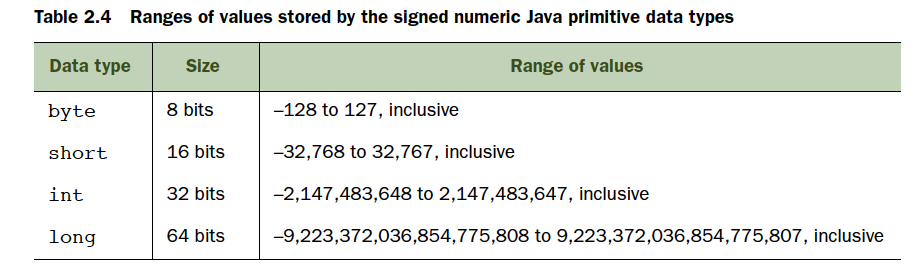 Table 2.4 Ranges of values stored by the signed numeric Java primitive data types
Data type Size Range of values
byte 8 bits –128 to 127, inclusive
short 16 bits –32,768 to 32,767, inclusive
int 32 bits –2,147,483,648 to 2,147,483,647, inclusive
long 64 bits –9,223,372,036,854,775,808 to 9,223,372,036,854,775,807, inclusive